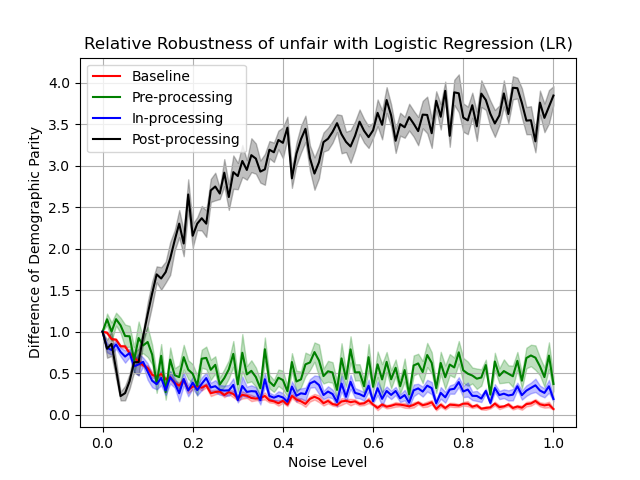 Relative Robustness of unfair with Logistic Regression (LR)
Baseline
Pre-processing
In-processing
Post-processing
Difference of Demographic Parity
4.0
3.5
3.0
2.5
2.0
1.5
1.0
0.5
0.0
0.0 0.2 0.4 0.6 0.8 1.0
Noise Level